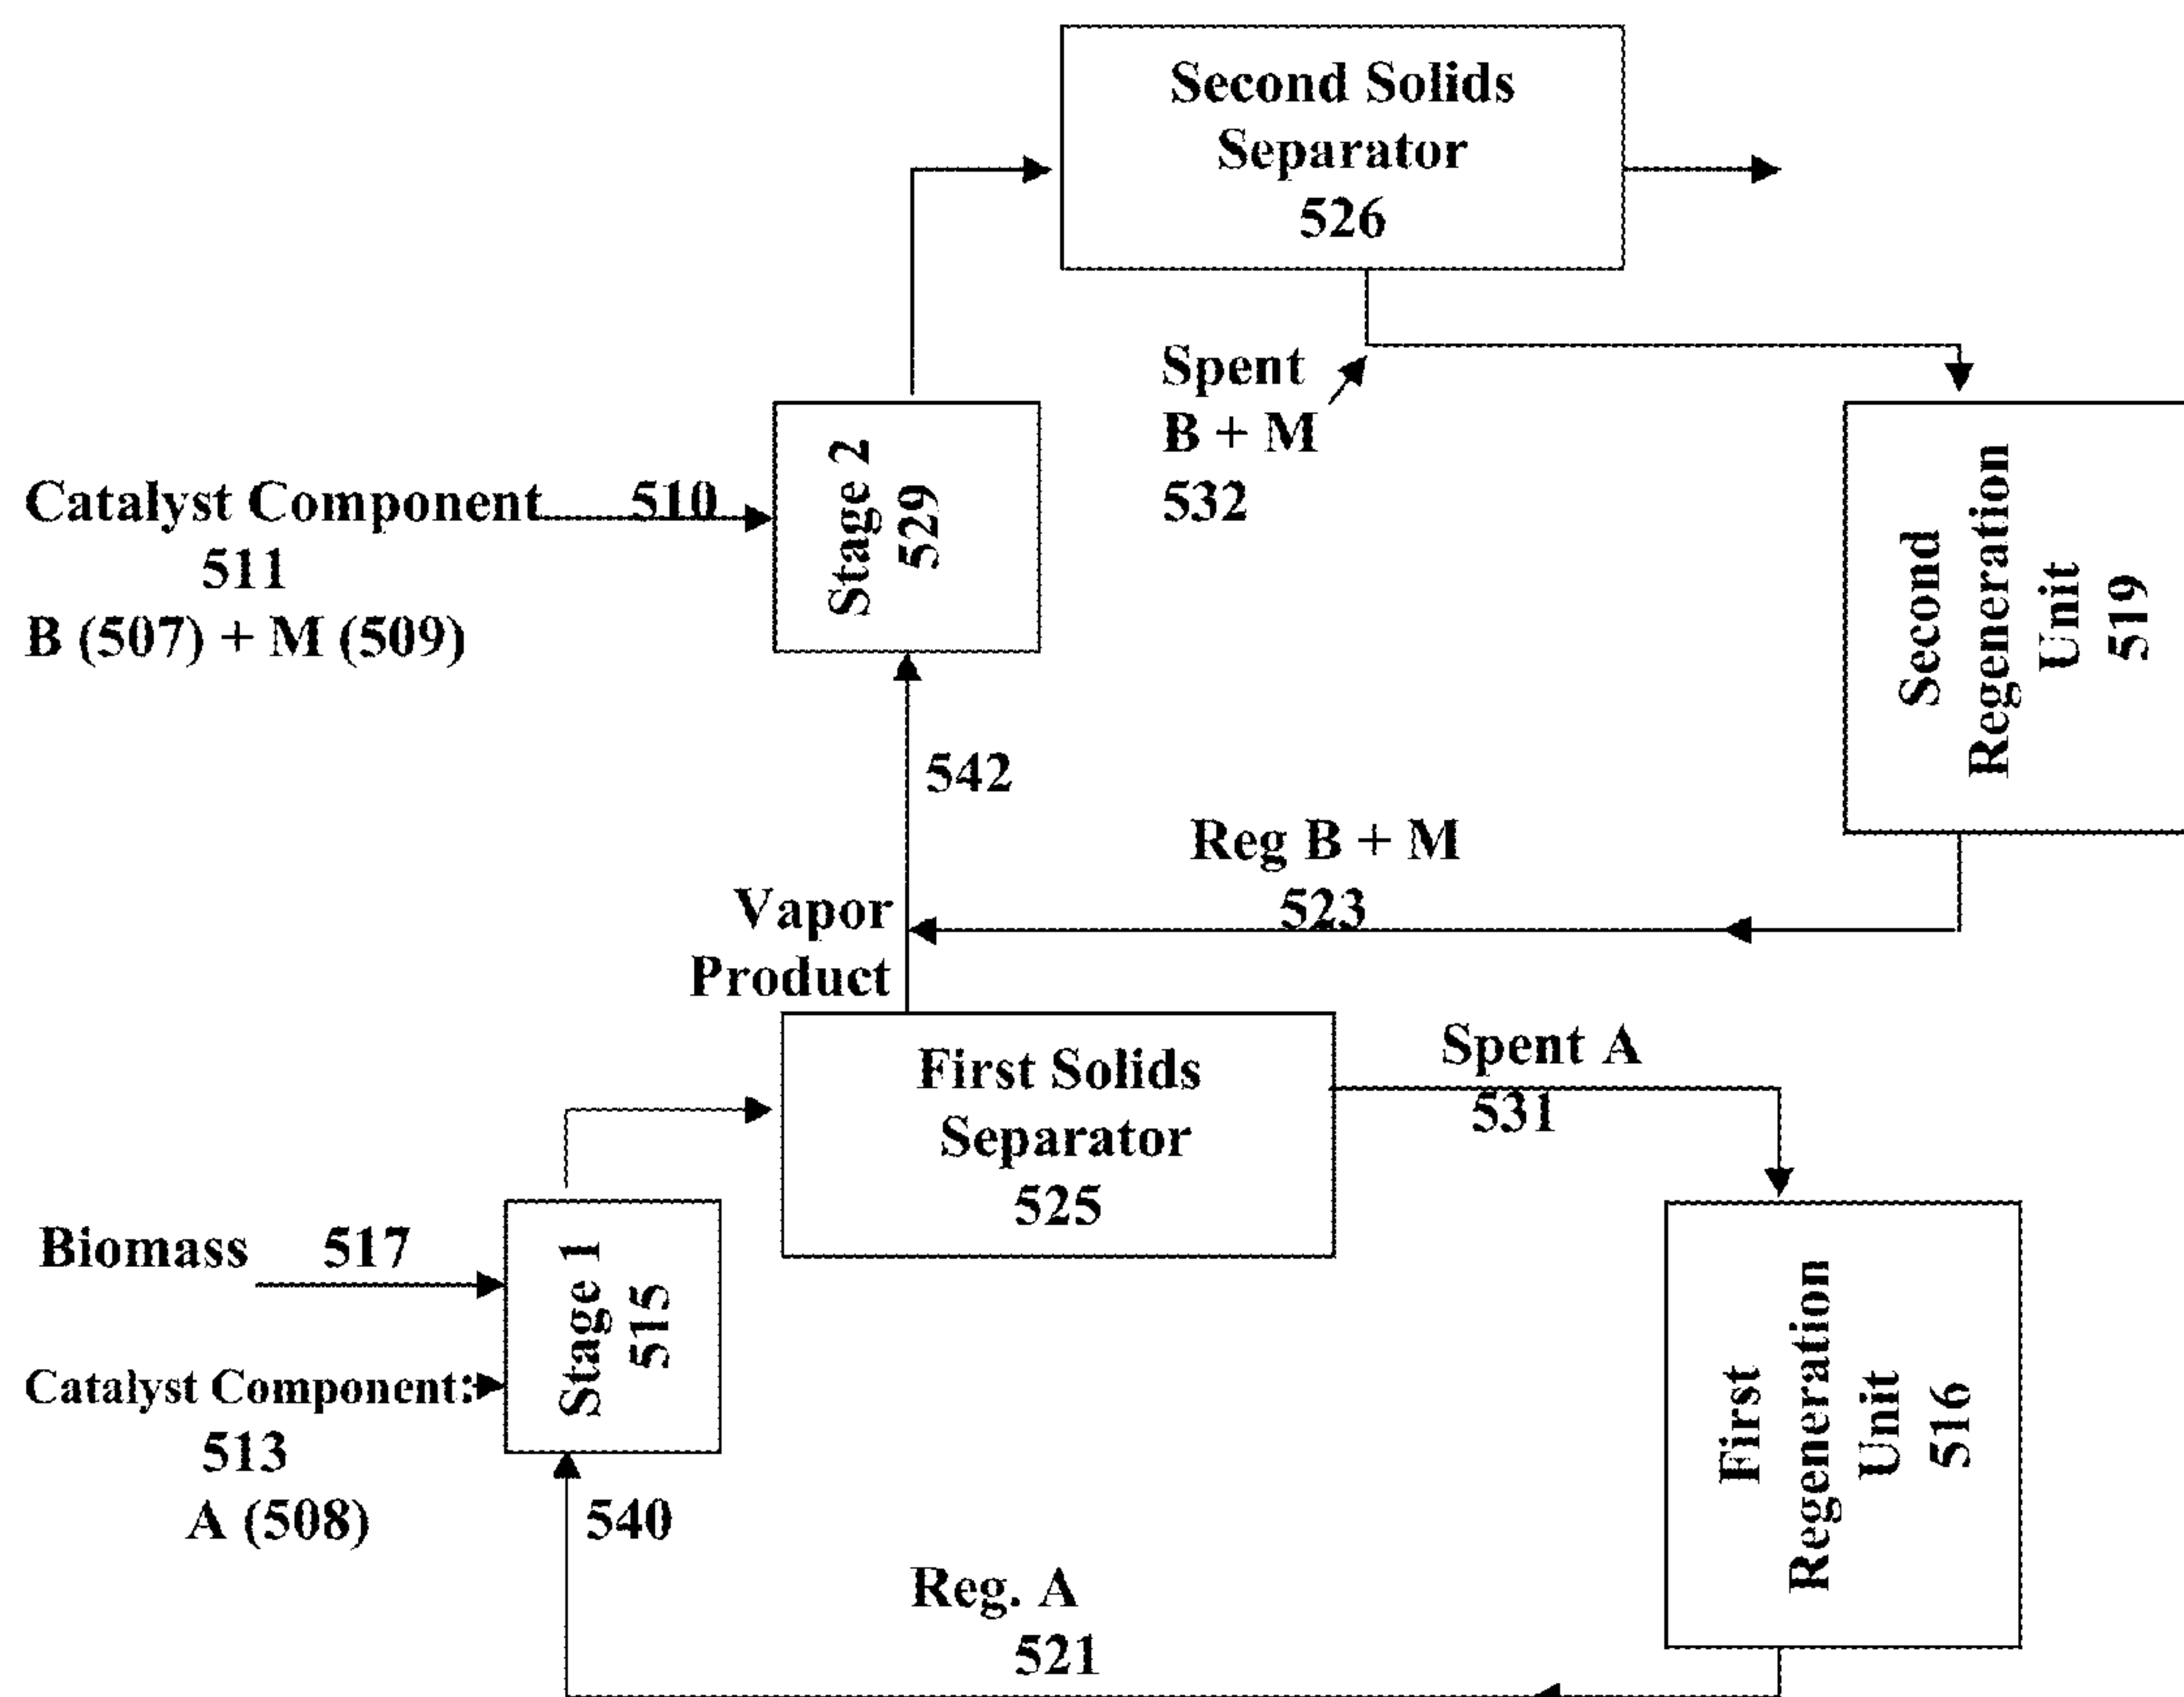 Second Solids
Separator
526
Spent
B + M
532
Catalyst Component 510
511
B (507) + M (509)
Stage 2
529
Second
Regeneration
Unit
519
542
Reg B + M
523
Vapor
Product
First Solids
Separator
525
Spent A
531
Biomass 517
Catalyst Component:
513
A (508)
Stage 1
515
540
First
Regeneration
Unit
516
Reg. A
521